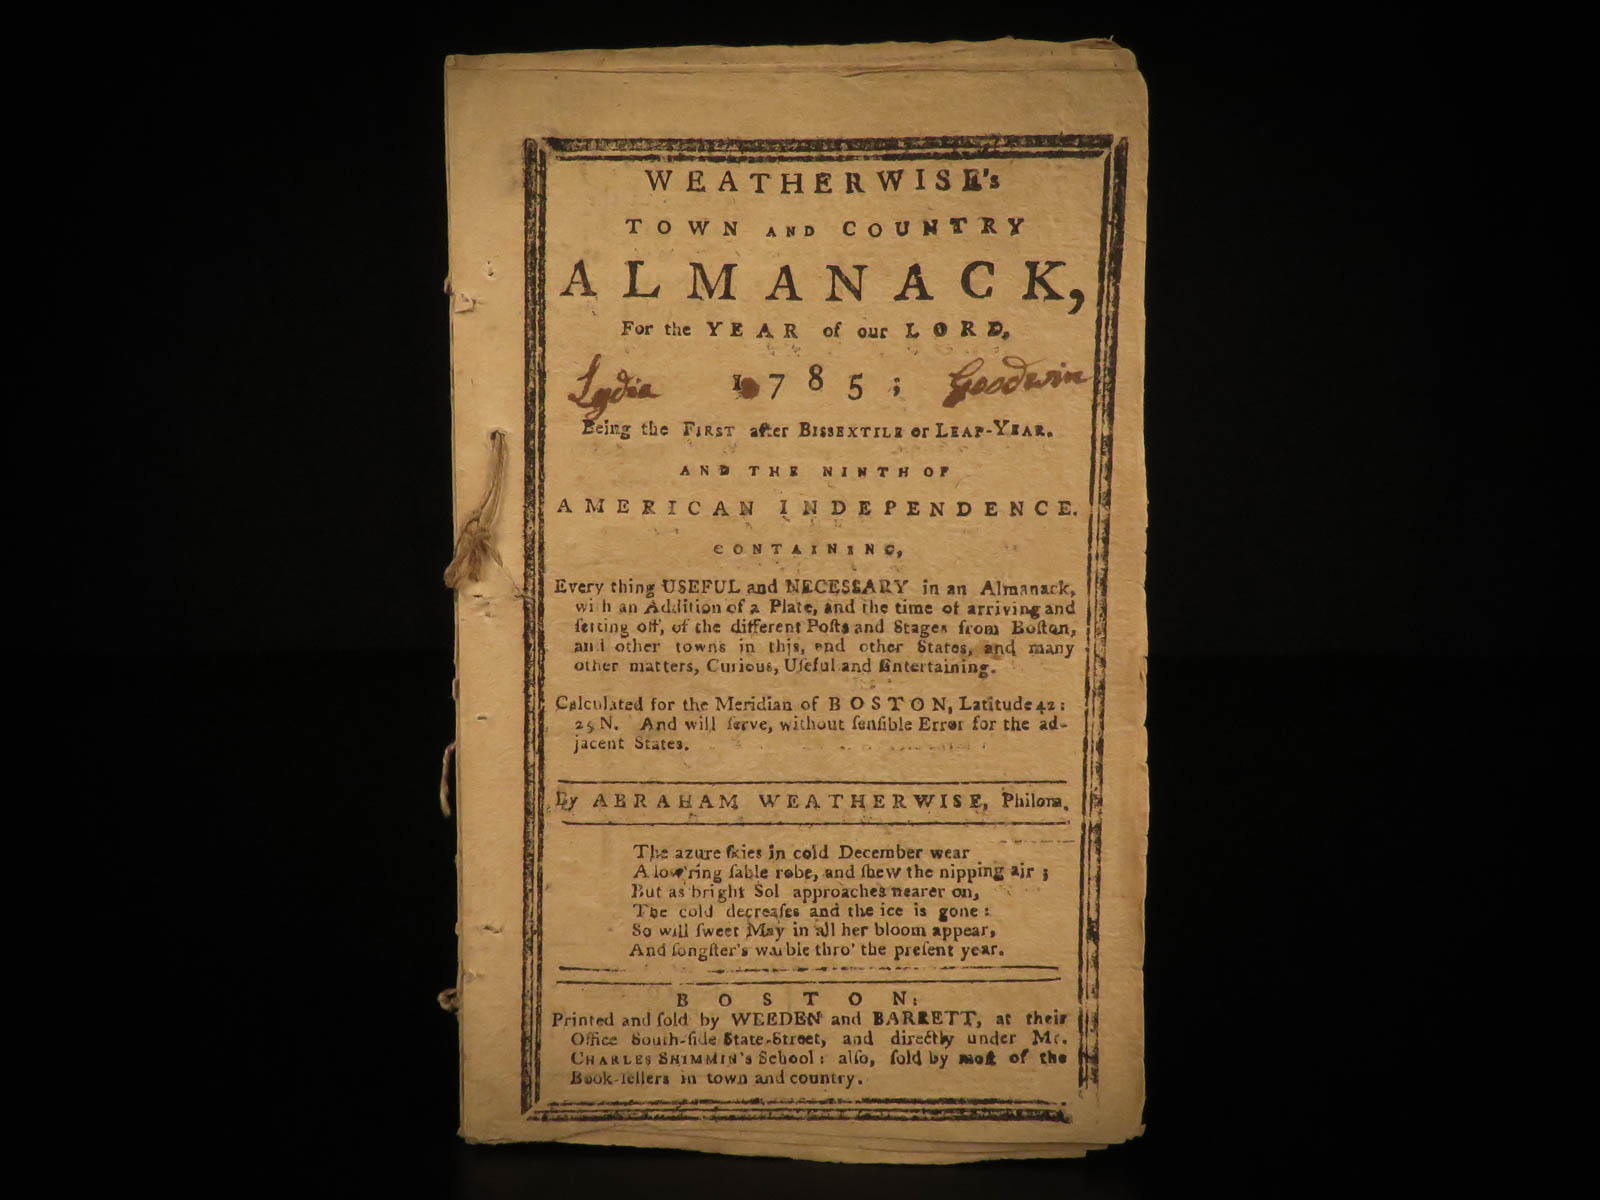 WEATHERWISE's
TOWN AND COUNTRY
ALMANACK,
For the YEAR of our LORD,
Lydia 1785; Goodwin
Being the FIRST after BISSEXTILE or LEAP-YEAR.
AND THE NINTH OF
AMERICAN INDEPENDENCE.
CONTAINING,
Every thing USEFUL and NECESSARY in an Almanack,
with an Addition of a Plate, and the time of arriving and
ſetting off, of the different Poſts and Stages from Boſton,
and other towns in this, and other States, and many
other matters, Curious, Uſeful and Entertaining.
Calculated for the Meridian of BOSTON, Latitude 42:
25 N. And will ſerve, without ſenſible Error for the ad-
jacent States.
By ABRAHAM WEATHERWISE, Philom.
The azure ſkies in cold December wear
A low'ring ſable robe, and ſhew the nipping air;
But as bright Sol approaches nearer on,
The cold decreaſes and the ice is gone:
So will ſweet May in all her bloom appear,
And ſongſter's warble thro' the preſent year.
BOSTON:
Printed and ſold by WEEDEN and BARRETT, at their
Office South-ſide State-Street, and directly under Mr.
CHARLES SHIMMIN's School: alſo, ſold by moſt of the
Book-ſellers in town and country.